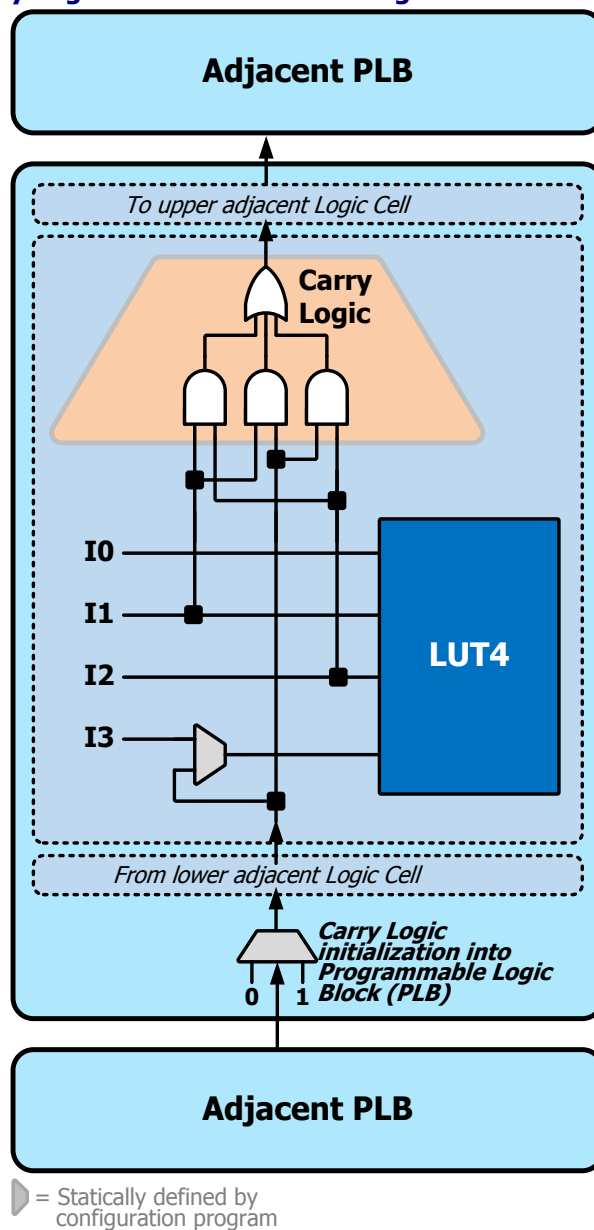 Adjacent PLB
To upper adjacent Logic Cell
Carry
Logic
I0
I1
LUT4
I2
I3
From lower adjacent Logic Cell
Carry Logic
initialization into
Programmable Logic
0 1 Block (PLB)
Adjacent PLB
= Statically defined by
configuration program